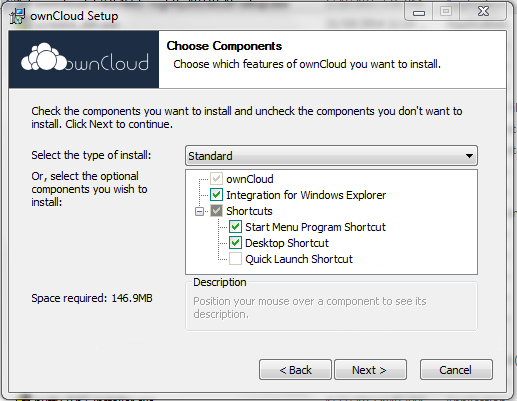 ownCloud Setup
ownCloud
Choose Components
Choose which features of ownCloud you want to install.
Check the components you want to install and uncheck the components you don't want to
install. Click Next to continue.
Select the type of install:
Standard
Or, select the optional
components you wish to
install:
ownCloud
Integration for Windows Explorer
Shortcuts
Start Menu Program Shortcut
Desktop Shortcut
Quick Launch Shortcut
Space required: 146.9MB
Description
Position your mouse over a component to see its
description.
< Back
Next >
Cancel